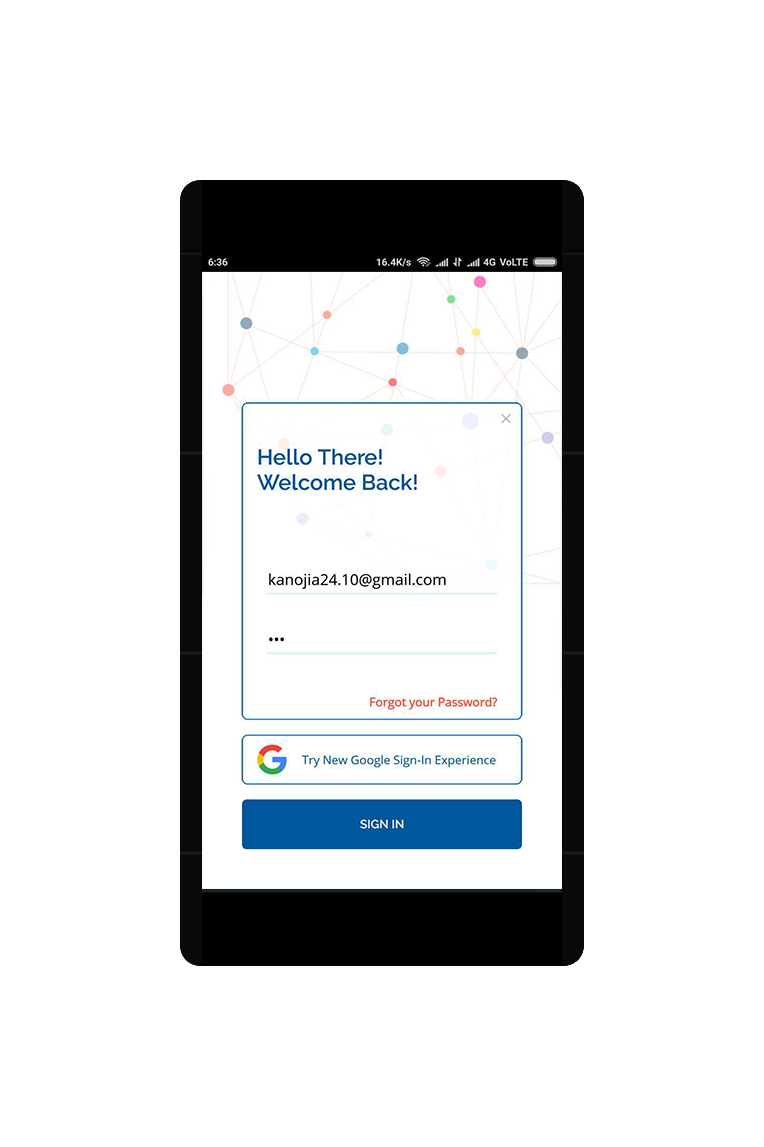 6:36 16.4K/s 4G VoLTE
Hello There!
Welcome Back!
kanojia24.10@gmail.com
•••
Forgot your Password?
Try New Google Sign-In Experience
SIGN IN